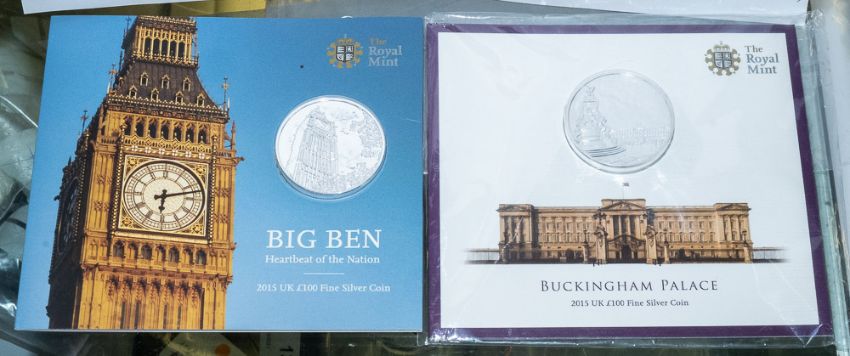 The
Royal
Mint
BIG BEN
Heartbeat of the Nation
2015 UK £100 Fine Silver Coin
The
Royal
Mint
BUCKINGHAM PALACE
2015 UK £100 Fine Silver Coin